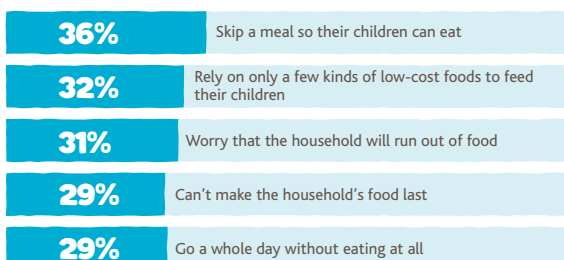 36% Skip a meal so their children can eat
32% Rely on only a few kinds of low-cost foods to feed
their children
31% Worry that the household will run out of food
29% Can't make the household's food last
29% Go a whole day without eating at all